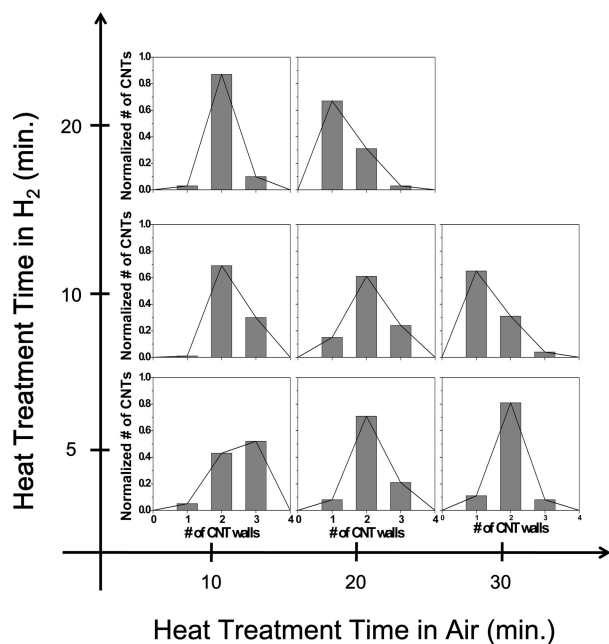 Heat Treatment Time in H2 (min.)
20
10
5
Normalized # of CNTs
1.0
0.8
0.6
0.4
0.2
0.0
Normalized # of CNTs
1.0
0.8
0.6
0.4
0.2
0.0
Normalized # of CNTs
1.0
0.8
0.6
0.4
0.2
0.0
0 1 2 3 4
# of CNT walls
0 1 2 3 4
# of CNT walls
0 1 2 3 4
# of CNT walls
10 20 30
Heat Treatment Time in Air (min.)